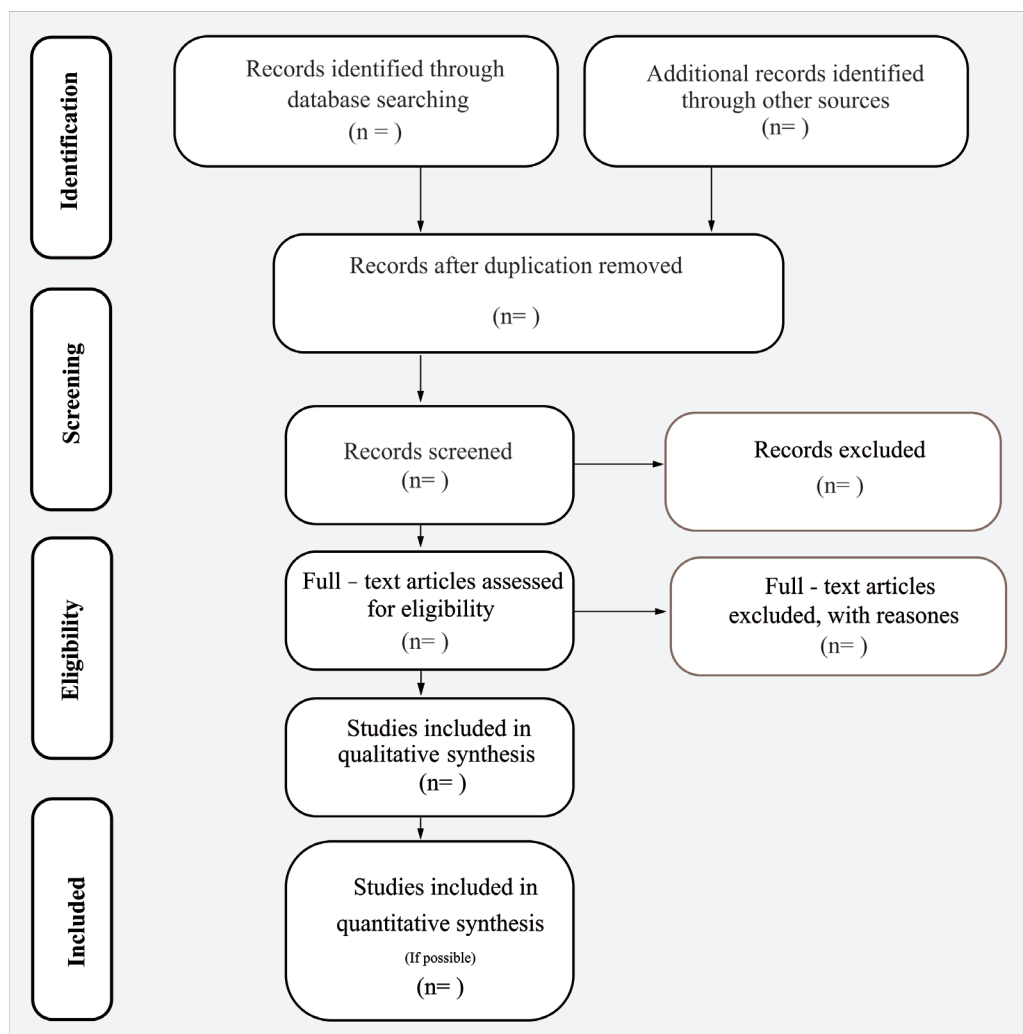 Identification
Records identified through
database searching
(n = )
Additional records identified
through other sources
(n= )
Records after duplication removed
(n= )
Screening
Records screened
(n= )
Records excluded
(n= )
Eligibility
Full – text articles assessed
for eligibility
(n= )
Full - text articles
excluded, with reasones
(n= )
Studies included in
qualitative synthesis
(n= )
Included
Studies included in
quantitative synthesis
(If possible)
(n= )